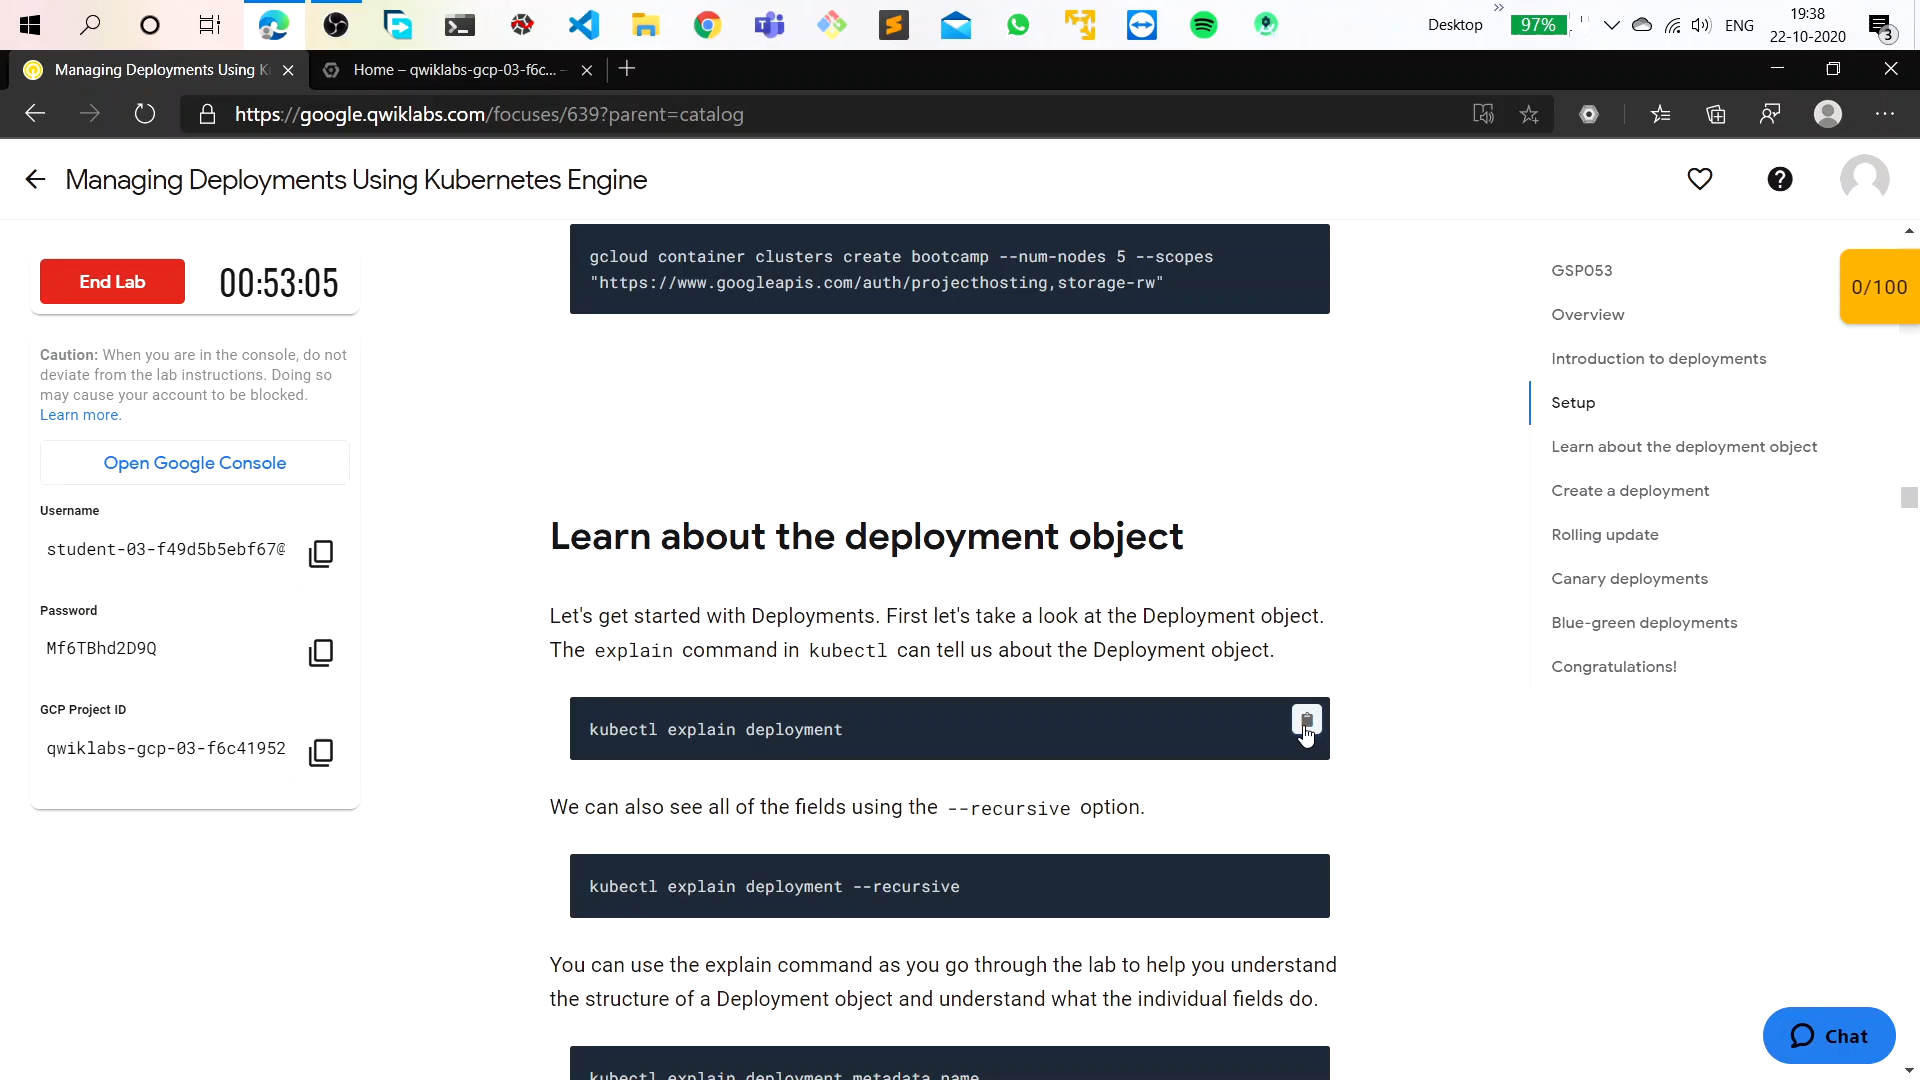 Desktop
97%
ENG
19:38
22-10-2020
3
Managing Deployments Using K
Home – qwiklabs-gcp-03-f6c...
https://google.qwiklabs.com/focuses/639?parent=catalog
Managing Deployments Using Kubernetes Engine
End Lab
00:53:05
Caution: When you are in the console, do not
deviate from the lab instructions. Doing so
may cause your account to be blocked.
Learn more.
Open Google Console
Username
student-03-f49d5b5ebf67@
Password
Mf6TBhd2D9Q
GCP Project ID
qwiklabs-gcp-03-f6c41952
gcloud container clusters create bootcamp --num-nodes 5 --scopes
"https://www.googleapis.com/auth/projecthosting,storage-rw"
Learn about the deployment object
Let's get started with Deployments. First let's take a look at the Deployment object.
The explain command in kubectl can tell us about the Deployment object.
kubectl explain deployment
We can also see all of the fields using the --recursive option.
kubectl explain deployment --recursive
You can use the explain command as you go through the lab to help you understand
the structure of a Deployment object and understand what the individual fields do.
kubectl explain deployment.metadata.name
GSP053
Overview
Introduction to deployments
Setup
Learn about the deployment object
Create a deployment
Rolling update
Canary deployments
Blue-green deployments
Congratulations!
0/100
Chat